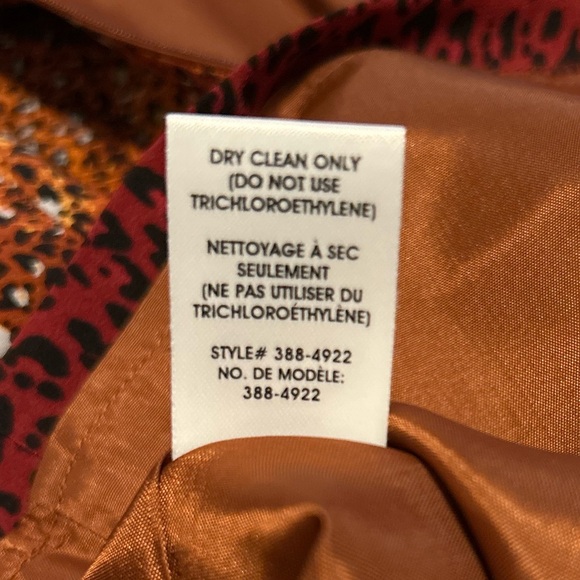 DRY CLEAN ONLY
(DO NOT USE
TRICHLOROETHYLENE)
NETTOYAGE À SEC
SEULEMENT
(NE PAS UTILISER DU
TRICHLOROÉTHYLÈNE)
STYLE# 388-4922
NO. DE MODÈLE:
388-4922